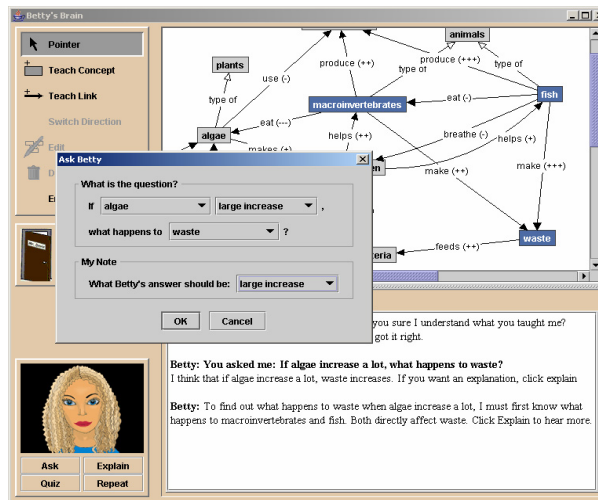 Betty's Brain
Pointer
Teach Concept
Teach Link
Switch Direction
Edit
D
animals
plants
produce (++)
produce (+++)
type of
type of
use (-)
type of
macroinvertebrates
fish
eat (-)
eat (---)
algae
helps (++)
breathe (-)
makes (+)
helps (+)
en
make (++)
make (+++)
waste
feeds (++)
teria
Ask Betty
What is the question?
If algae large increase ,
what happens to waste ?
My Note
What Betty's answer should be: large increase
OK Cancel
you sure I understand what you taught me?
got it right.
Betty: You asked me: If algae increase a lot, what happens to waste?
I think that if algae increase a lot, waste increases. If you want an explanation, click explain
Betty: To find out what happens to waste when algae increase a lot, I must first know what
happens to macroinvertebrates and fish. Both directly affect waste. Click Explain to hear more.
Ask Explain
Quiz Repeat